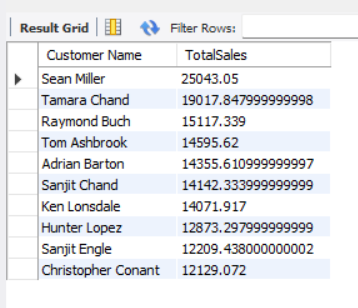 Result Grid Filter Rows:
Customer Name TotalSales
Sean Miller 25043.05
Tamara Chand 19017.847999999998
Raymond Buch 15117.339
Tom Ashbrook 14595.62
Adrian Barton 14355.610999999997
Sanjit Chand 14142.333999999999
Ken Lonsdale 14071.917
Hunter Lopez 12873.297999999999
Sanjit Engle 12209.438000000002
Christopher Conant 12129.072